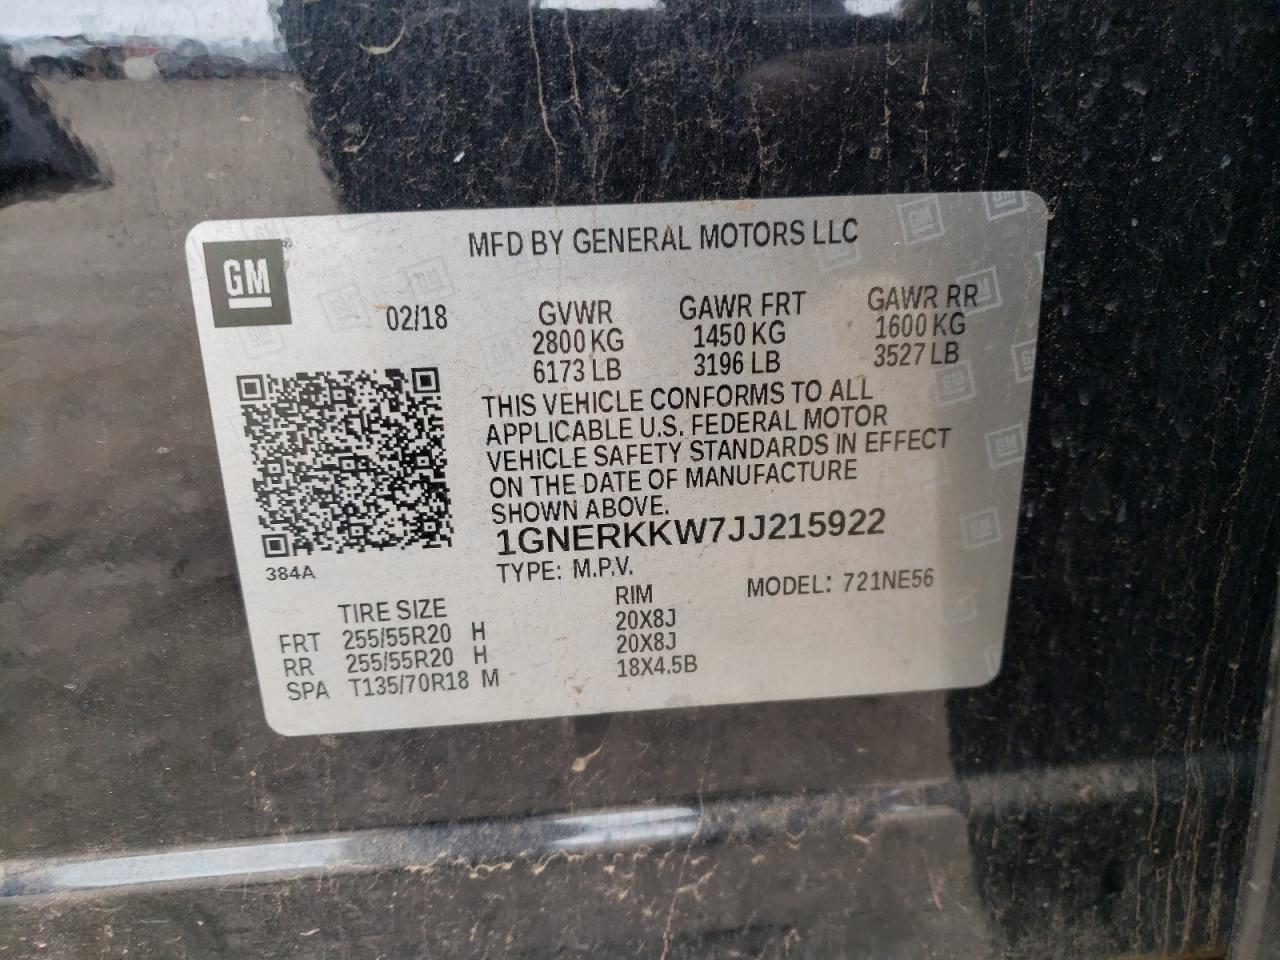 MFD BY GENERAL MOTORS LLC
GM
02/18
GVWR GAWR FRT GAWR RR
2800 KG 1450 KG 1600 KG
6173 LB 3196 LB 3527 LB
THIS VEHICLE CONFORMS TO ALL
APPLICABLE U.S. FEDERAL MOTOR
VEHICLE SAFETY STANDARDS IN EFFECT
ON THE DATE OF MANUFACTURE
SHOWN ABOVE.
1GNERKKW7JJ215922
384A
TYPE: M.P.V. MODEL: 721NE56
TIRE SIZE RIM
FRT 255/55R20 H 20X8J
RR 255/55R20 H 20X8J
SPA T135/70R18 M 18X4.5B